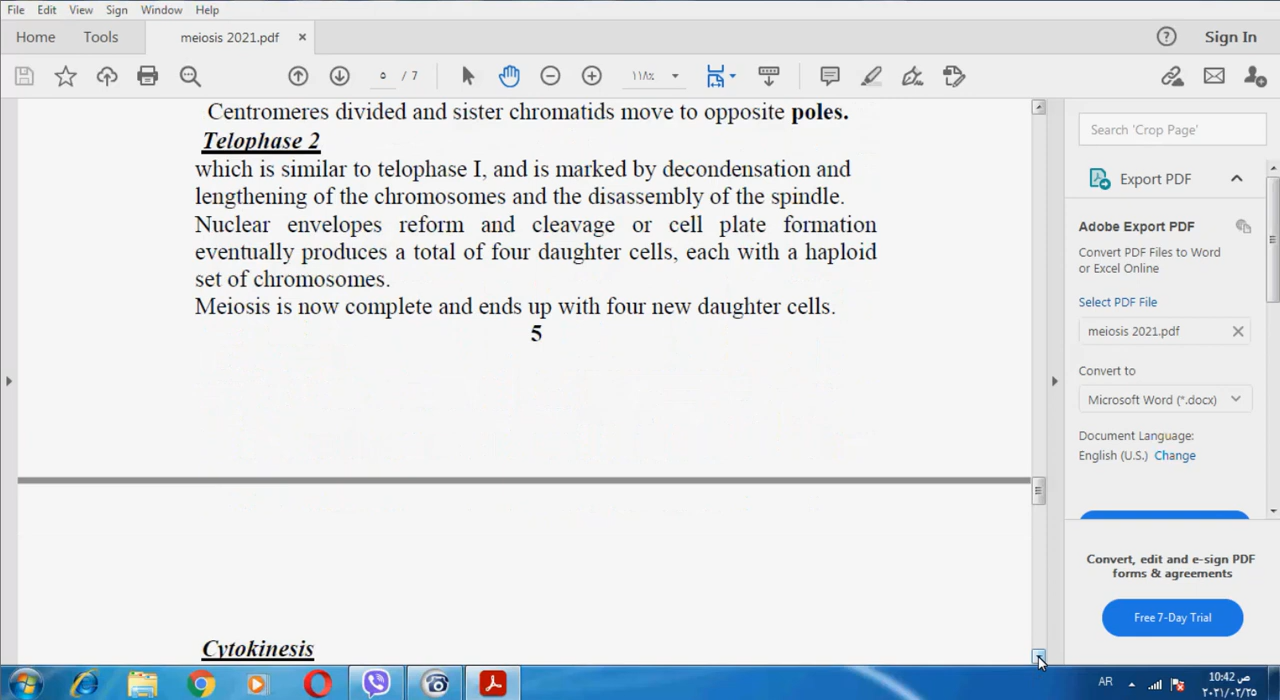 File Edit View Sign Window Help
Home Tools meiosis 2021.pdf × Sign In
٥ / 7 ١١٨٪
Centromeres divided and sister chromatids move to opposite poles.
Telophase 2
which is similar to telophase I, and is marked by decondensation and
lengthening of the chromosomes and the disassembly of the spindle.
Nuclear envelopes reform and cleavage or cell plate formation
eventually produces a total of four daughter cells, each with a haploid
set of chromosomes.
Meiosis is now complete and ends up with four new daughter cells.
5
Cytokinesis
Search 'Crop Page'
Export PDF
Adobe Export PDF
Convert PDF Files to Word
or Excel Online
Select PDF File
meiosis 2021.pdf
Convert to
Microsoft Word (*.docx)
Document Language:
English (U.S.) Change
Convert, edit and e-sign PDF
forms & agreements
Free 7-Day Trial
AR
10:42 ص
٢٠٢١/٠٣/٢٥